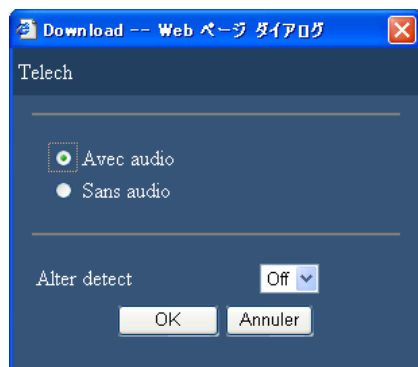 Download -- Web ページ ダイアログ
Telech
Avec audio
Sans audio
Alter detect Off
OK Annuler